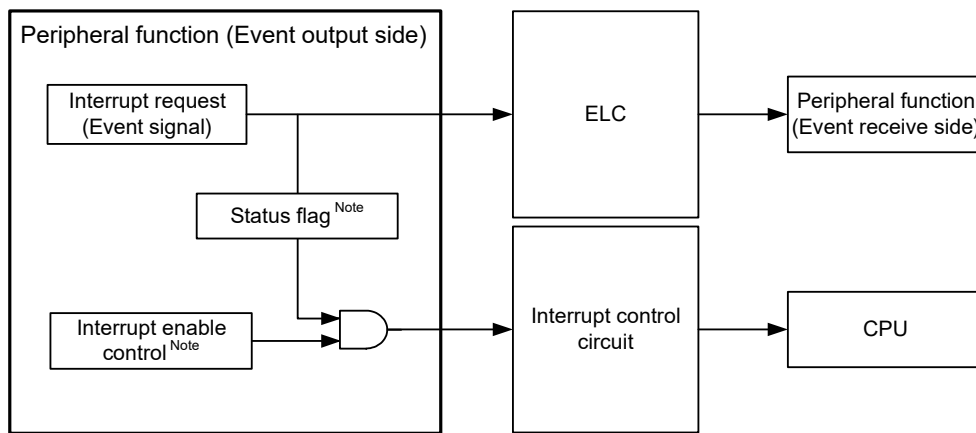 Peripheral function (Event output side)
Interrupt request
(Event signal)
ELC
Peripheral function
(Event receive side)
Status flag Note
Interrupt enable
control Note
Interrupt control
circuit
CPU